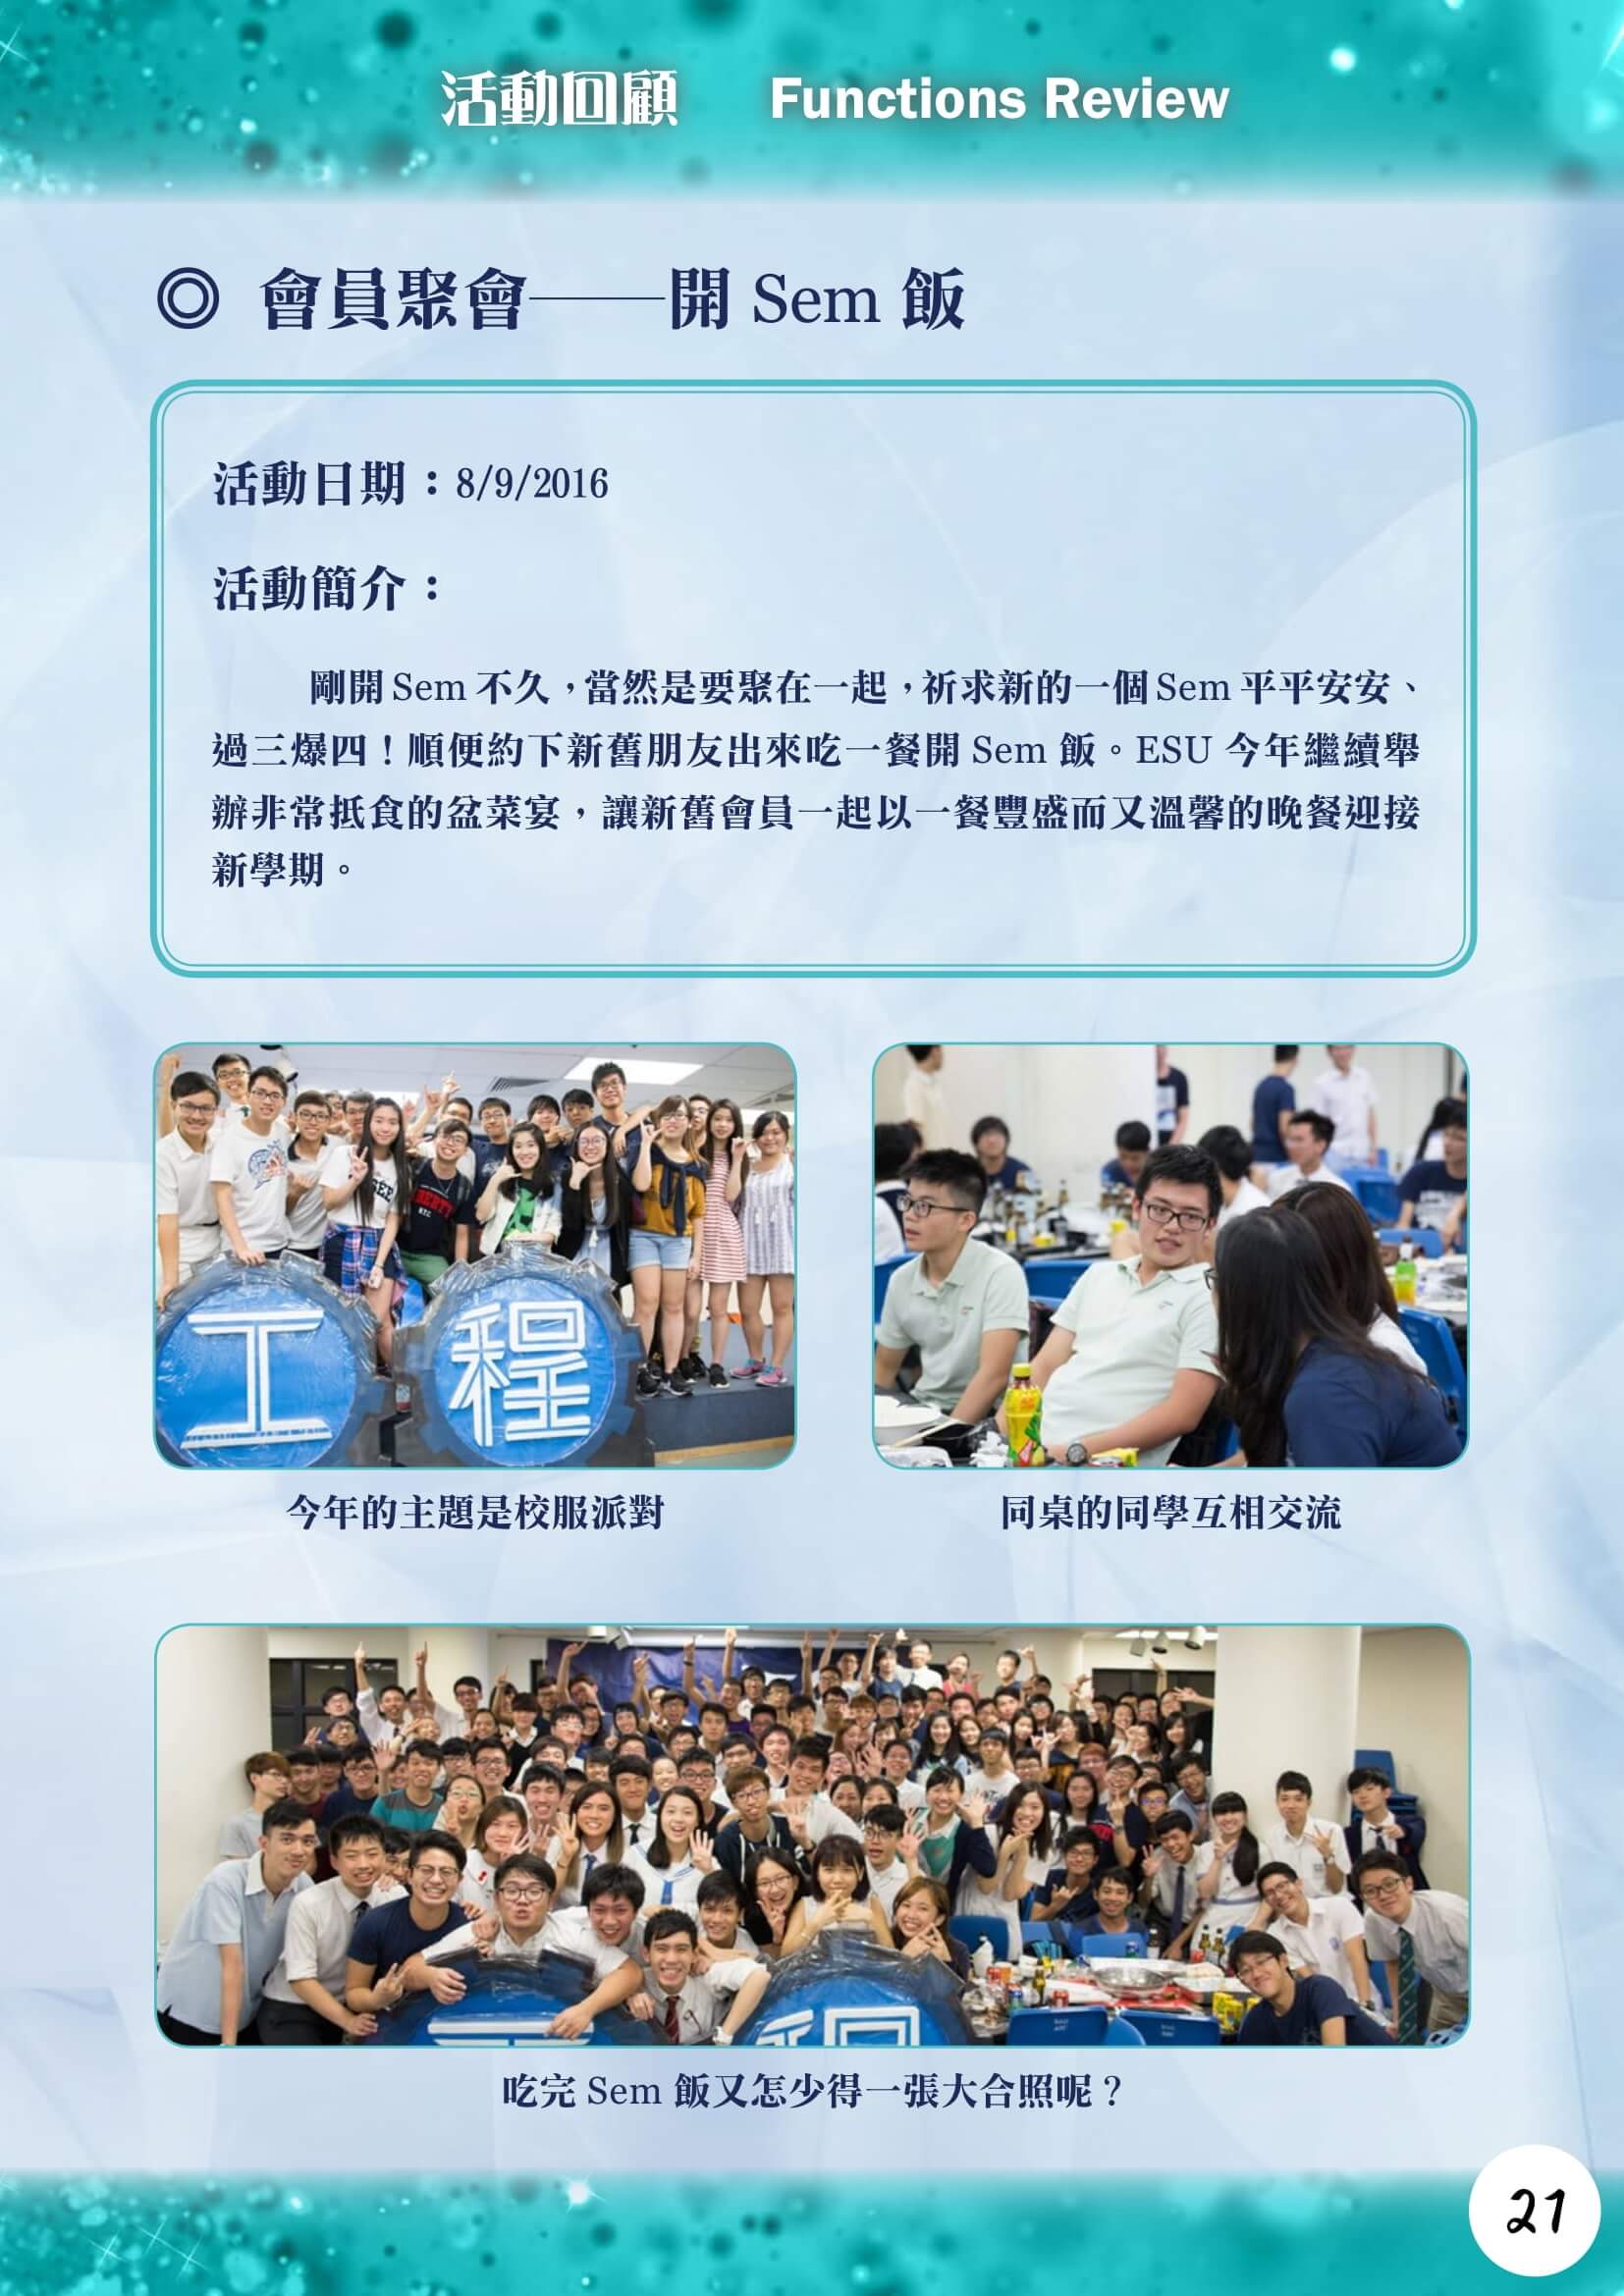 活動回顧 Functions Review
◎ 會員聚會──開 Sem 飯
活動日期：8/9/2016
活動簡介：
剛開 Sem 不久，當然是要聚在一起，祈求新的一個 Sem 平平安安、
過三爆四！順便約下新舊朋友出來吃一餐開 Sem 飯。ESU 今年繼續舉
辦非常抵食的盆菜宴，讓新舊會員一起以一餐豐盛而又溫馨的晚餐迎接
新學期。
工程
今年的主題是校服派對
同桌的同學互相交流
吃完 Sem 飯又怎少得一張大合照呢？
21